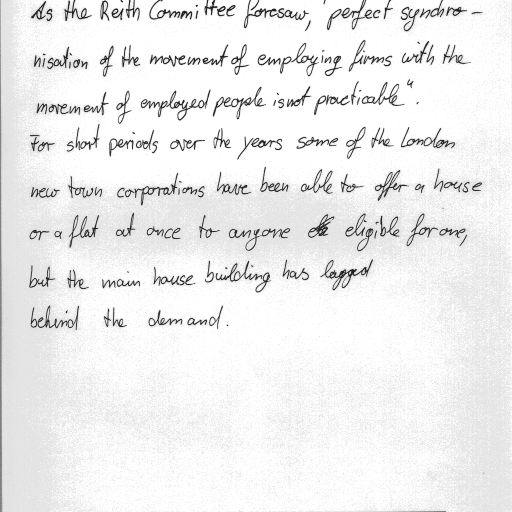 As the Reith Committee foresaw, "perfect synchro-
nisation of the movement of employing firms with the
movement of employed people is not practicable".
For short periods over the years some of the London
new town corporations have been able to offer a house
or a flat at once to anyone eligible for one,
but the main house building has lagged
behind the demand.